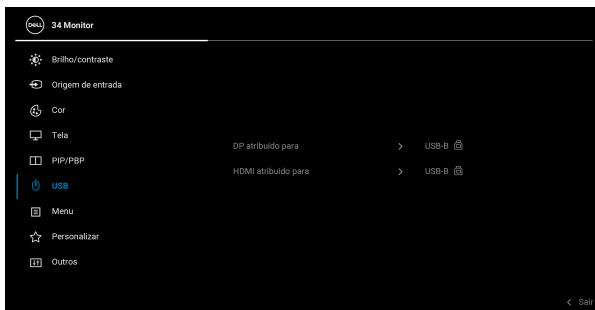 DELL 34 Monitor
Brilho/contraste
Origem de entrada
Cor
Tela
DP atribuído para USB-B
PIP/PBP
HDMI atribuído para USB-B
USB
Menu
Personalizar
Outros
Sair